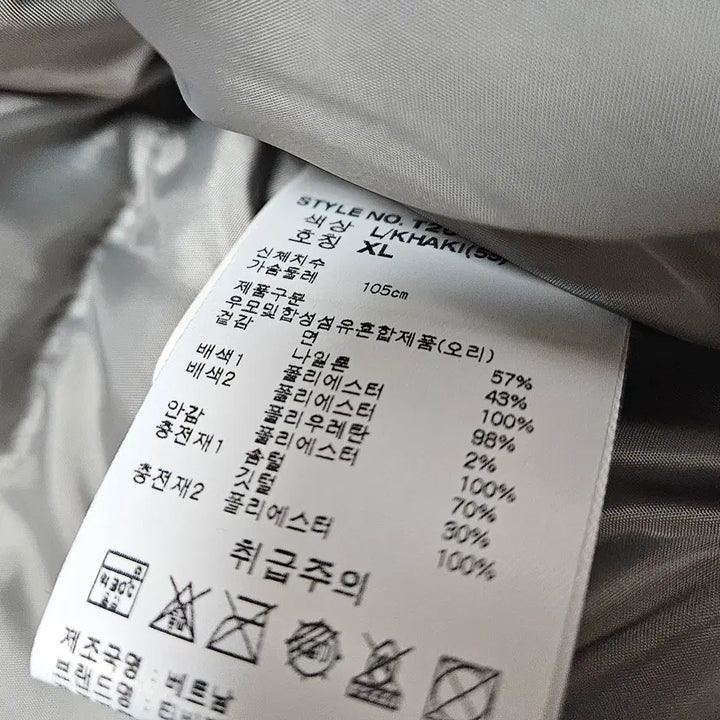 STYLE NO. T20
색상 L/KHAKI(55)
호칭 XL
신체치수
가슴둘레 105cm
제품구분
우모및합성섬유혼합제품(오리)
겉감 면 57%
나일론 43%
배색1 폴리에스터 100%
배색2 폴리에스터 98%
폴리우레탄 2%
안감 폴리에스터 100%
충전재1 솜털 70%
깃털 30%
충전재2 폴리에스터 100%
취급주의
제조국명 : 베트남
브랜드명 :